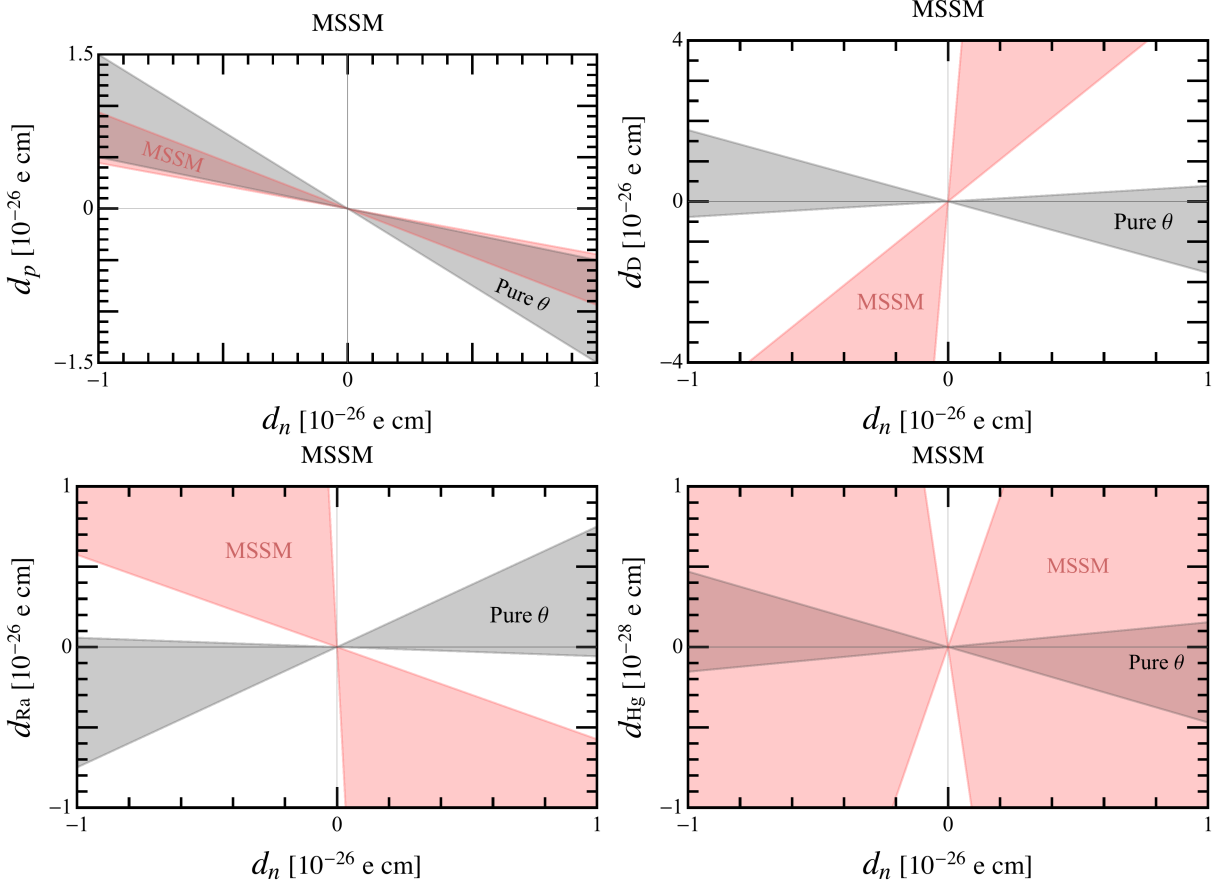 MSSM
1.5
0
−1.5
−1
0
1
MSSM
Pure θ
d_p [10⁻²⁶ e cm]
d_n [10⁻²⁶ e cm]
MSSM
4
0
−4
−1
0
1
MSSM
Pure θ
d_D [10⁻²⁶ e cm]
d_n [10⁻²⁶ e cm]
MSSM
1
0
−1
−1
0
1
MSSM
Pure θ
d_Ra [10⁻²⁶ e cm]
d_n [10⁻²⁶ e cm]
MSSM
1
0
−1
−1
0
1
MSSM
Pure θ
d_Hg [10⁻²⁸ e cm]
d_n [10⁻²⁶ e cm]